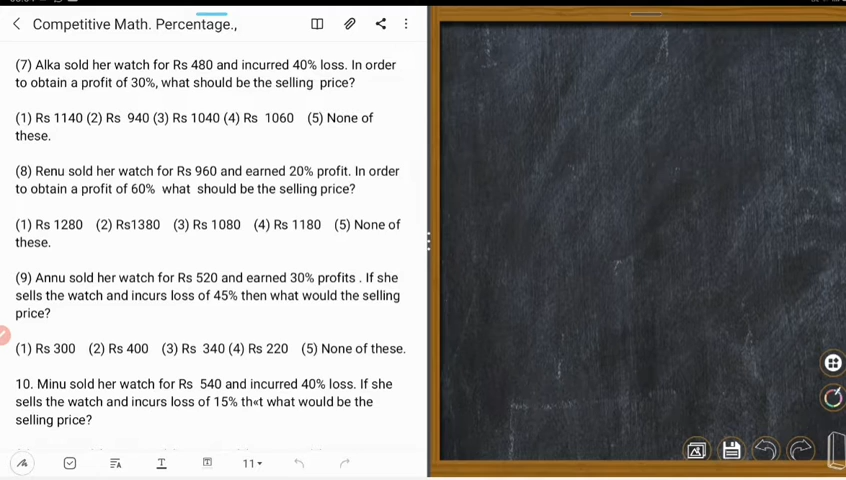 Competitive Math. Percentage.,
(7) Alka sold her watch for Rs 480 and incurred 40% loss. In order
to obtain a profit of 30%, what should be the selling price?
(1) Rs 1140 (2) Rs 940 (3) Rs 1040 (4) Rs 1060 (5) None of
these.
(8) Renu sold her watch for Rs 960 and earned 20% profit. In order
to obtain a profit of 60% what should be the selling price?
(1) Rs 1280 (2) Rs1380 (3) Rs 1080 (4) Rs 1180 (5) None of
these.
(9) Annu sold her watch for Rs 520 and earned 30% profits . If she
sells the watch and incurs loss of 45% then what would the selling
price?
(1) Rs 300 (2) Rs 400 (3) Rs 340 (4) Rs 220 (5) None of these.
10. Minu sold her watch for Rs 540 and incurred 40% loss. If she
sells the watch and incurs loss of 15% th«t what would be the
selling price?
11